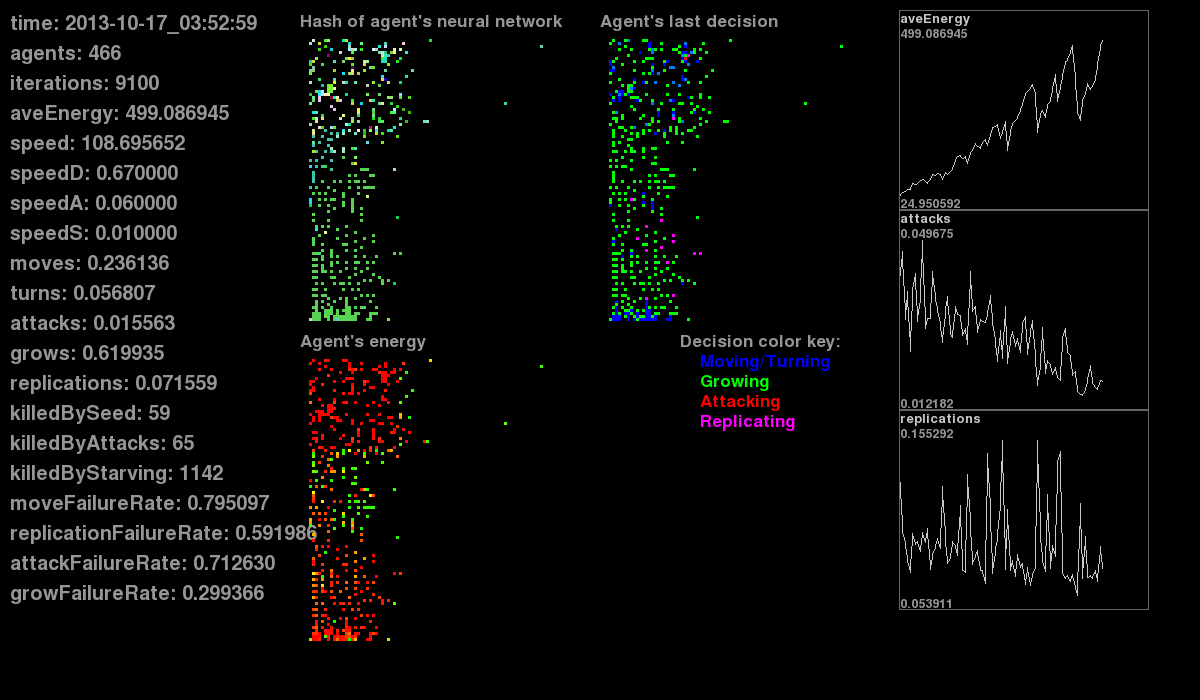 time: 2013-10-17_03:52:59
agents: 466
iterations: 9100
aveEnergy: 499.086945
speed: 108.695652
speedD: 0.670000
speedA: 0.060000
speedS: 0.010000
moves: 0.236136
turns: 0.056807
attacks: 0.015563
grows: 0.619935
replications: 0.071559
killedBySeed: 59
killedByAttacks: 65
killedByStarving: 1142
moveFailureRate: 0.795097
replicationFailureRate: 0.591986
attackFailureRate: 0.712630
growFailureRate: 0.299366
Hash of agent's neural network
Agent's last decision
Agent's energy
Decision color key:
Moving/Turning
Growing
Attacking
Replicating
aveEnergy
499.086945
24.950592
attacks
0.049675
0.012182
replications
0.155292
0.053911